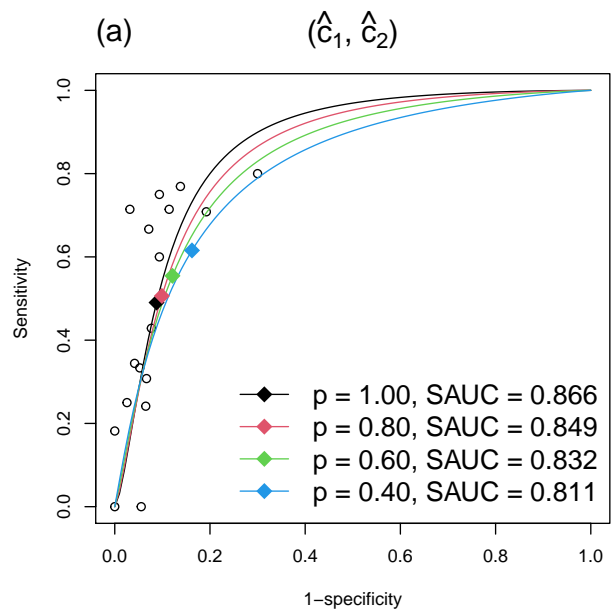 (a)
(ĉ₁, ĉ₂)
Sensitivity
1.0
0.8
0.6
0.4
0.2
0.0
p = 1.00, SAUC = 0.866
p = 0.80, SAUC = 0.849
p = 0.60, SAUC = 0.832
p = 0.40, SAUC = 0.811
0.0 0.2 0.4 0.6 0.8 1.0
1−specificity